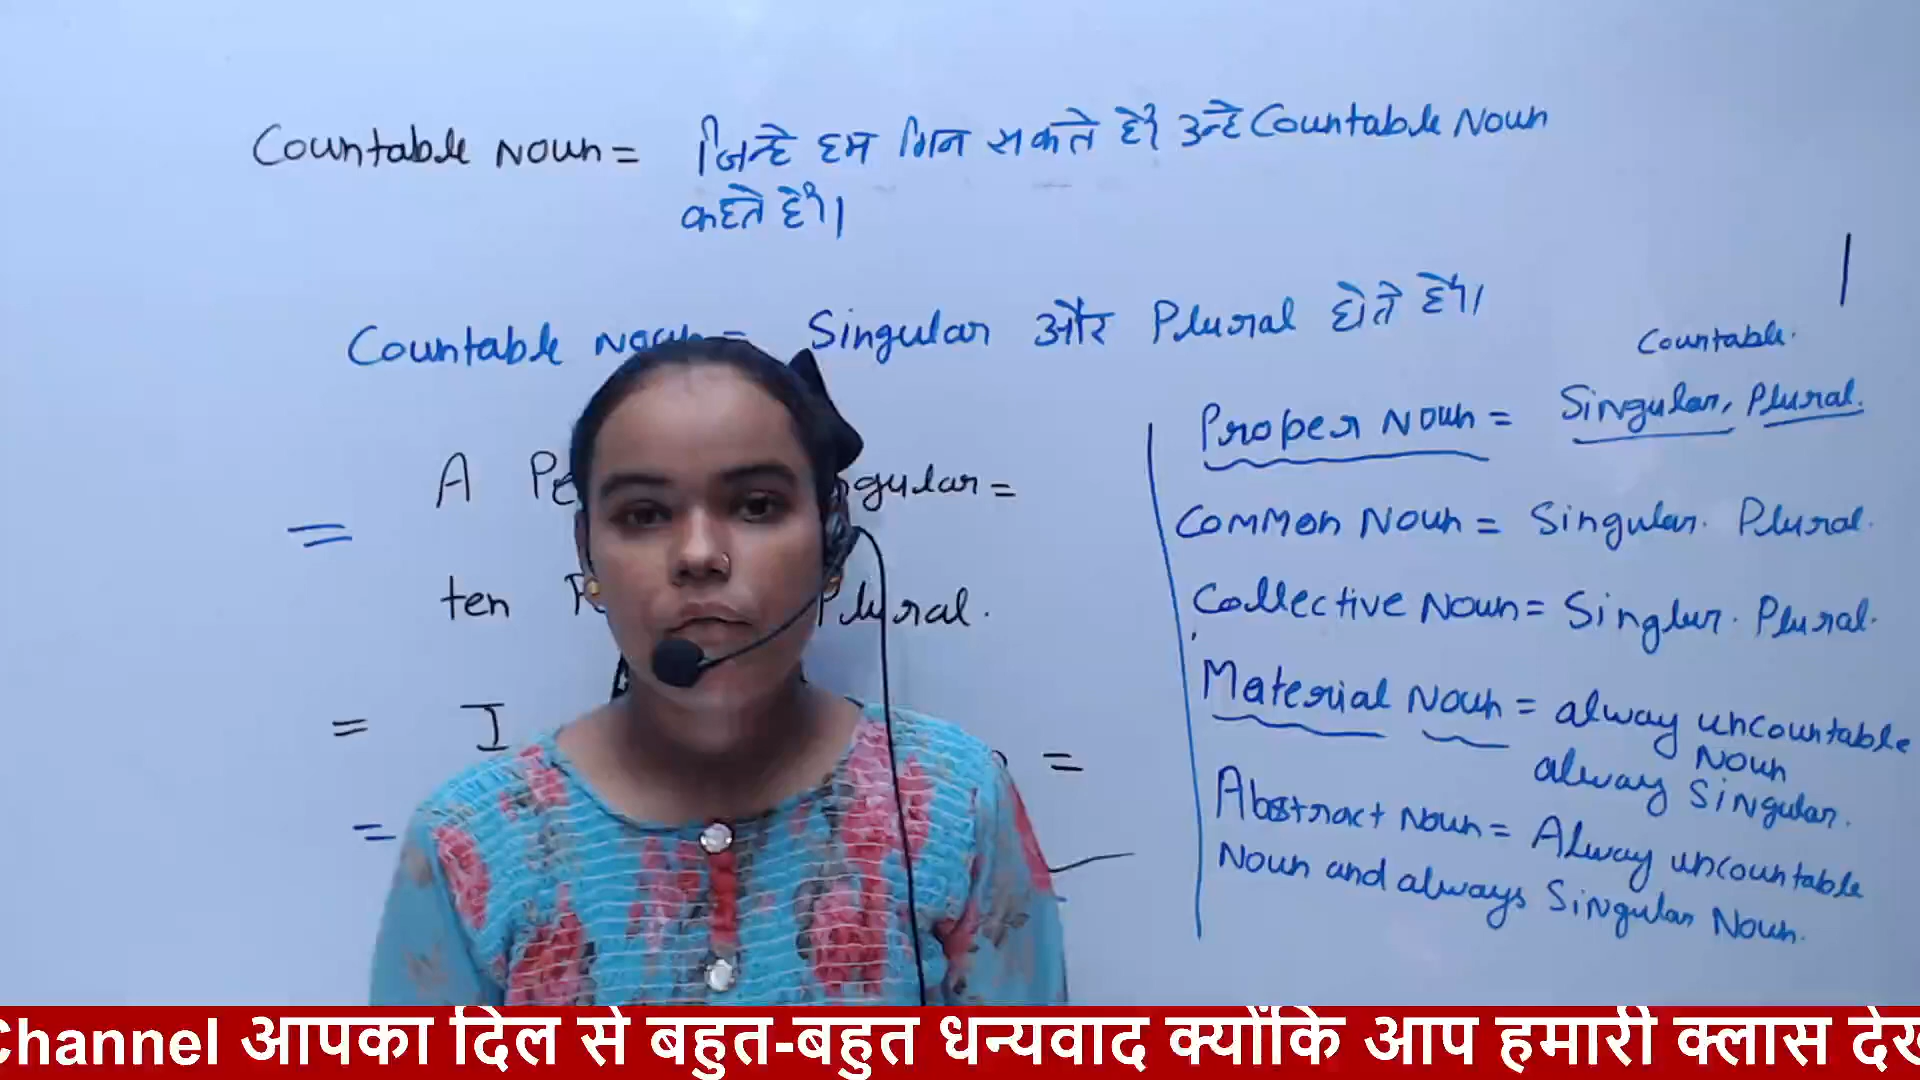 Countable Noun = जिन्हे हम गिन सकते हैं उन्हे Countable Noun
कहते हैं।
Countable Noun = Singular और Plural होते हैं।
A
gular =
=
ten
Plural.
= I
=
=
Countable.
Proper Noun = Singular, Plural.
Common Noun = Singular. Plural.
Collective Noun = Singlur. Plural.
Material Noun = alway uncountable
Noun
alway Singular.
Abstract Noun = Alway uncountable
Noun and always Singular Noun.
Channel आपका दिल से बहुत-बहुत धन्यवाद क्योंकि आप हमारी क्लास